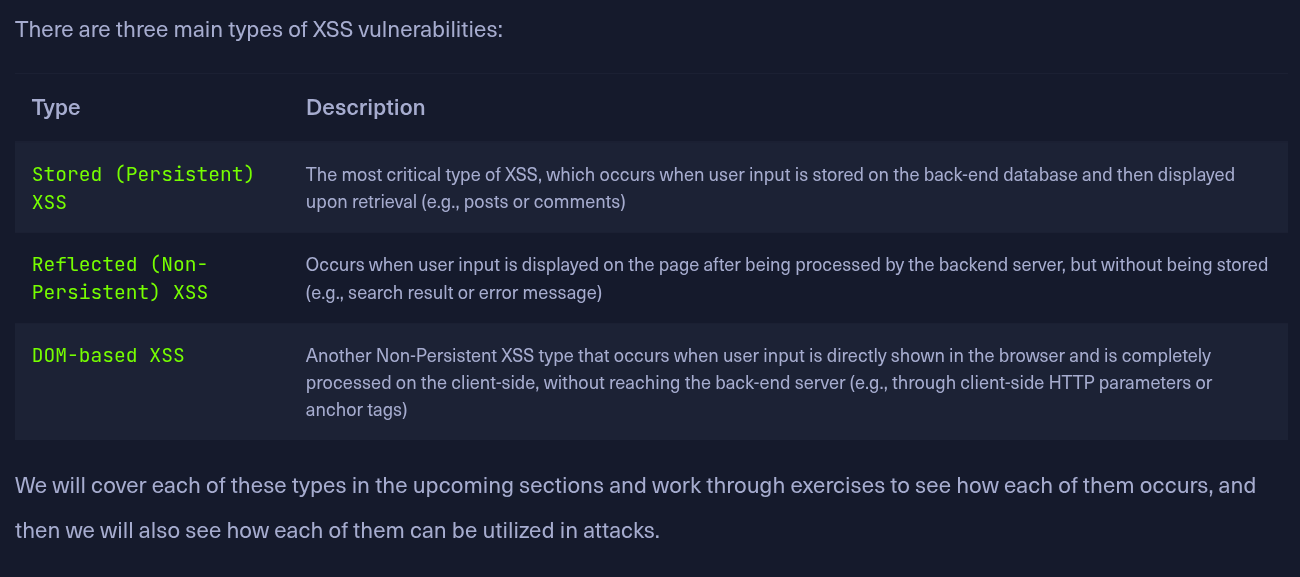 There are three main types of XSS vulnerabilities:
Type Description
Stored (Persistent)
XSS
The most critical type of XSS, which occurs when user input is stored on the back-end database and then displayed
upon retrieval (e.g., posts or comments)
Reflected (Non-
Persistent) XSS
Occurs when user input is displayed on the page after being processed by the backend server, but without being stored
(e.g., search result or error message)
DOM-based XSS
Another Non-Persistent XSS type that occurs when user input is directly shown in the browser and is completely
processed on the client-side, without reaching the back-end server (e.g., through client-side HTTP parameters or
anchor tags)
We will cover each of these types in the upcoming sections and work through exercises to see how each of them occurs, and
then we will also see how each of them can be utilized in attacks.